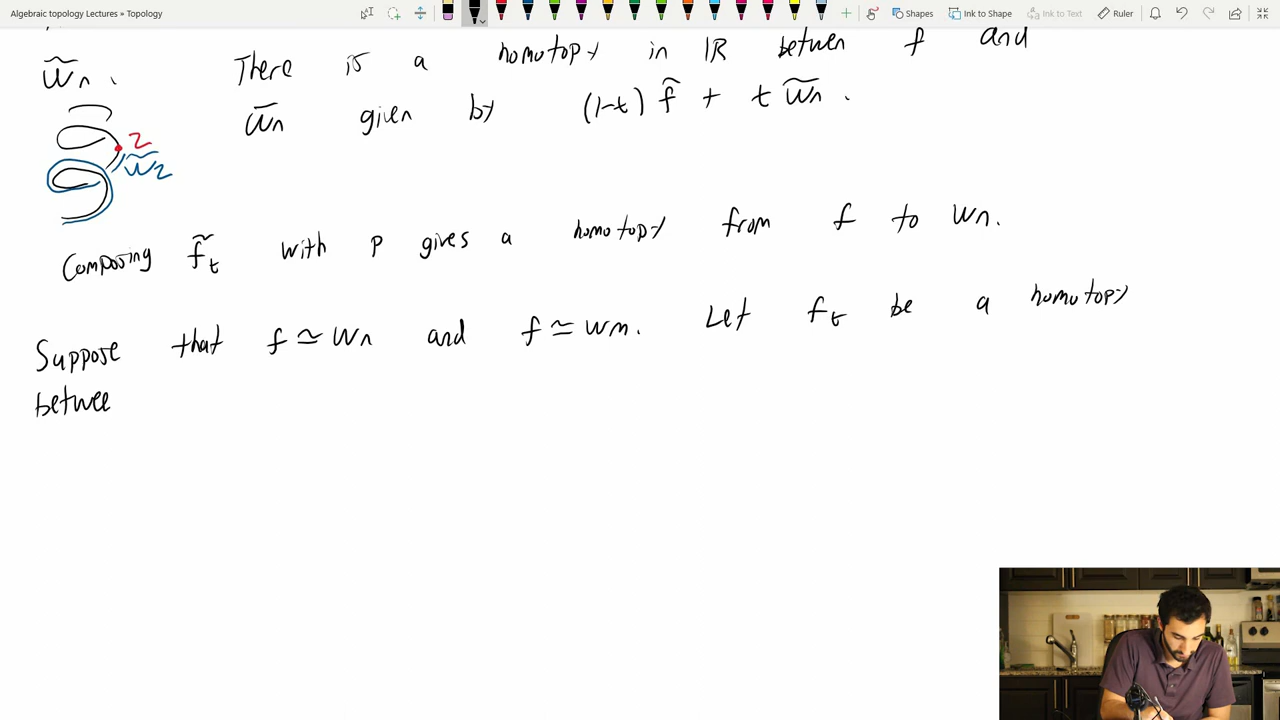 Algebraic topology Lectures » Topology
Shapes
Ink to Shape
Ink to Text
Ruler
w̃n. There is a homotopy in ℝ between f and
w̃n given by (1-t) f̃ + t w̃n.
2
w̃2
Composing f̃t with p gives a homotopy from f to wn.
Suppose that f ≃ wn and f ≃ wm. Let ft be a homotopy
betwee